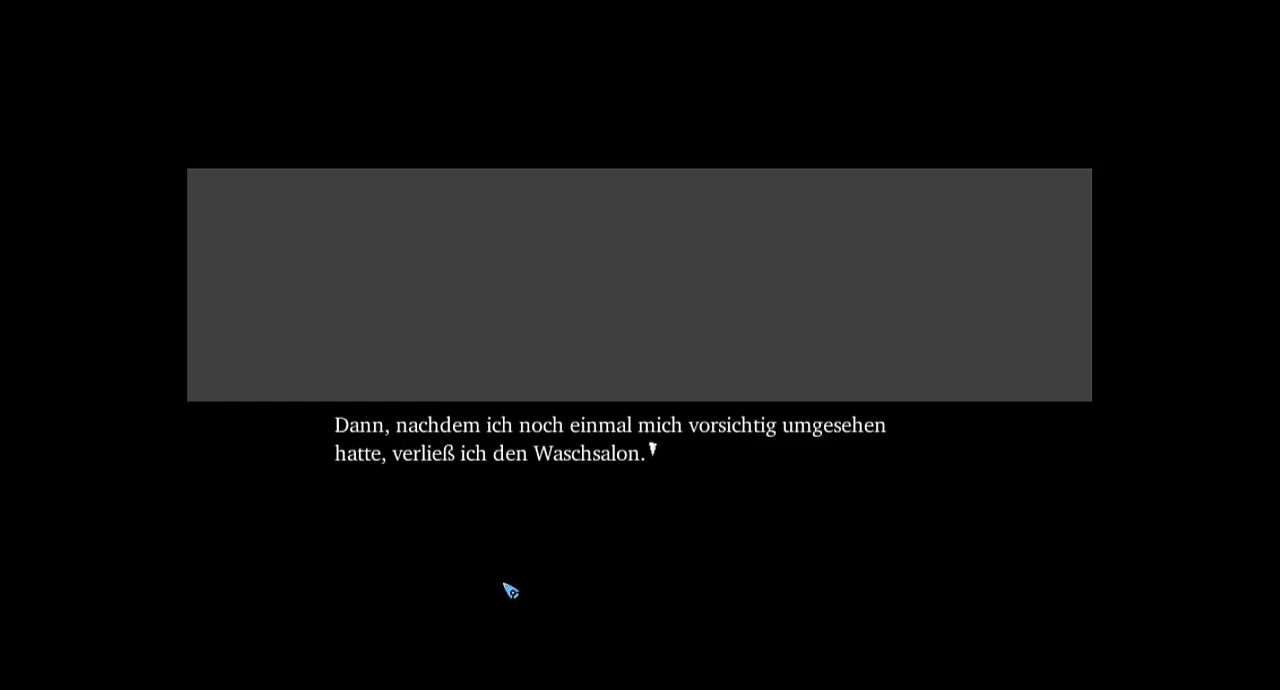 Dann, nachdem ich noch einmal mich vorsichtig umgesehen
hatte, verließ ich den Waschsalon.